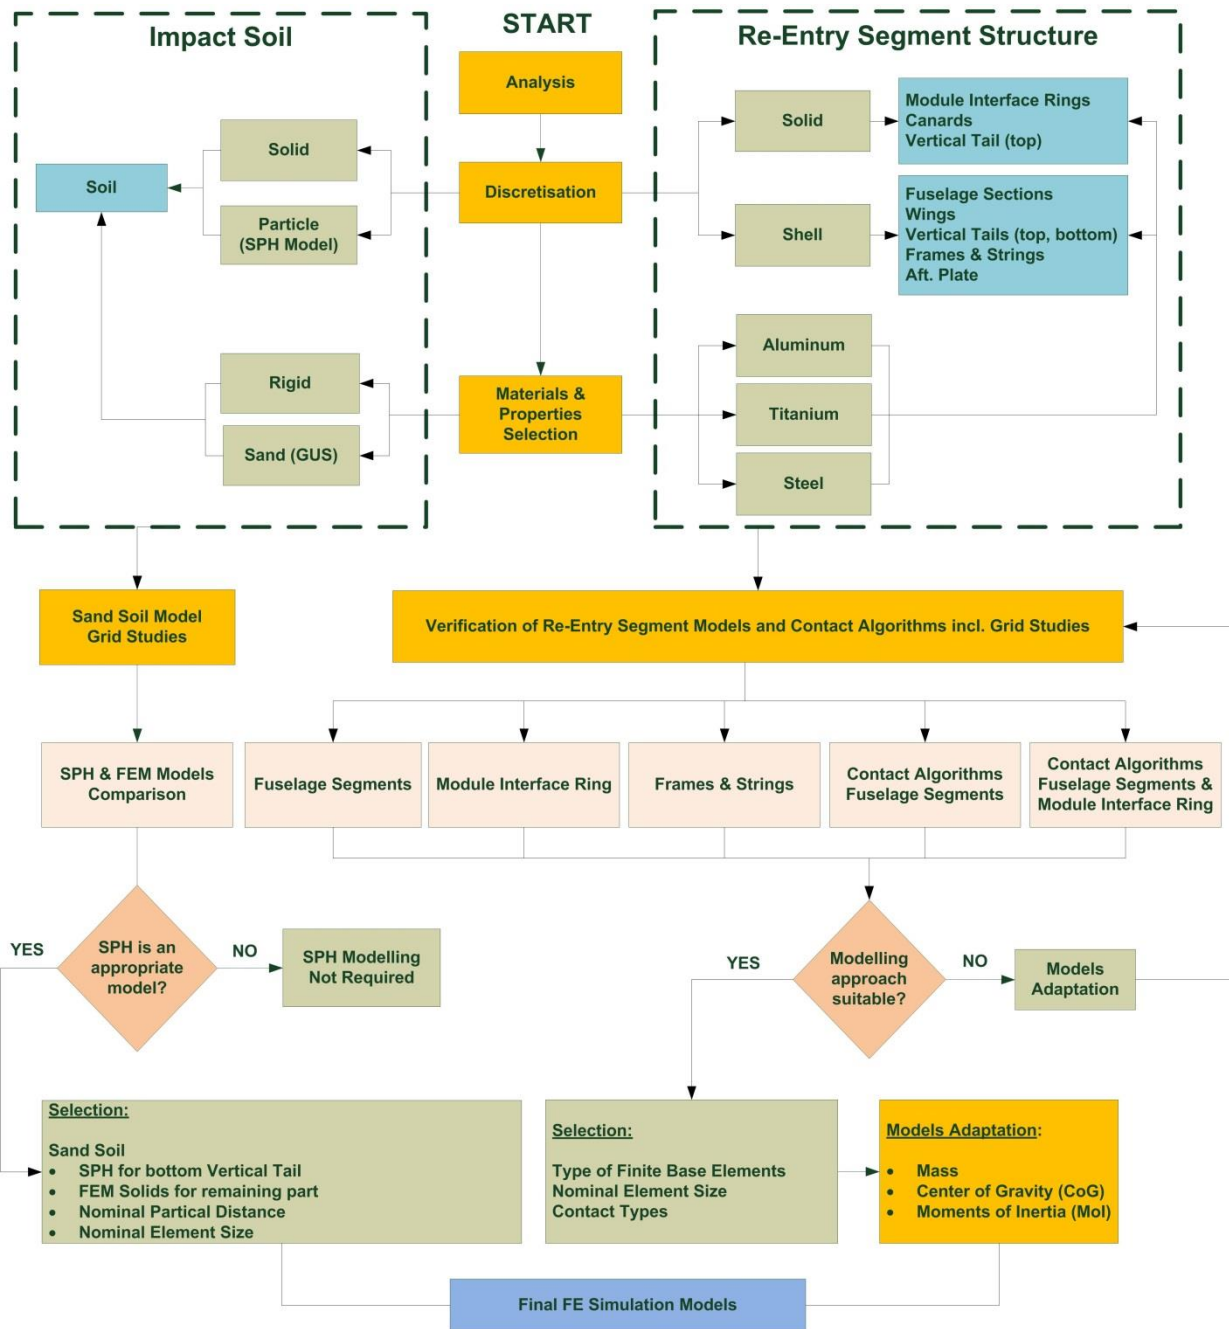 Impact Soil
START
Re-Entry Segment Structure
Analysis
Discretisation
Materials &
Properties
Selection
Solid
Particle
(SPH Model)
Soil
Rigid
Sand (GUS)
Solid
Module Interface Rings
Canards
Vertical Tail (top)
Shell
Fuselage Sections
Wings
Vertical Tails (top, bottom)
Frames & Strings
Aft. Plate
Aluminum
Titanium
Steel
Sand Soil Model
Grid Studies
Verification of Re-Entry Segment Models and Contact Algorithms incl. Grid Studies
SPH & FEM Models
Comparison
Fuselage Segments
Module Interface Ring
Frames & Strings
Contact Algorithms
Fuselage Segments
Contact Algorithms
Fuselage Segments &
Module Interface Ring
YES
SPH is an
appropriate
model?
NO
SPH Modelling
Not Required
YES
Modelling
approach
suitable?
NO
Models
Adaptation
Selection:
Sand Soil
• SPH for bottom Vertical Tail
• FEM Solids for remaining part
• Nominal Partical Distance
• Nominal Element Size
Selection:
Type of Finite Base Elements
Nominal Element Size
Contact Types
Models Adaptation:
• Mass
• Center of Gravity (CoG)
• Moments of Inertia (MoI)
Final FE Simulation Models